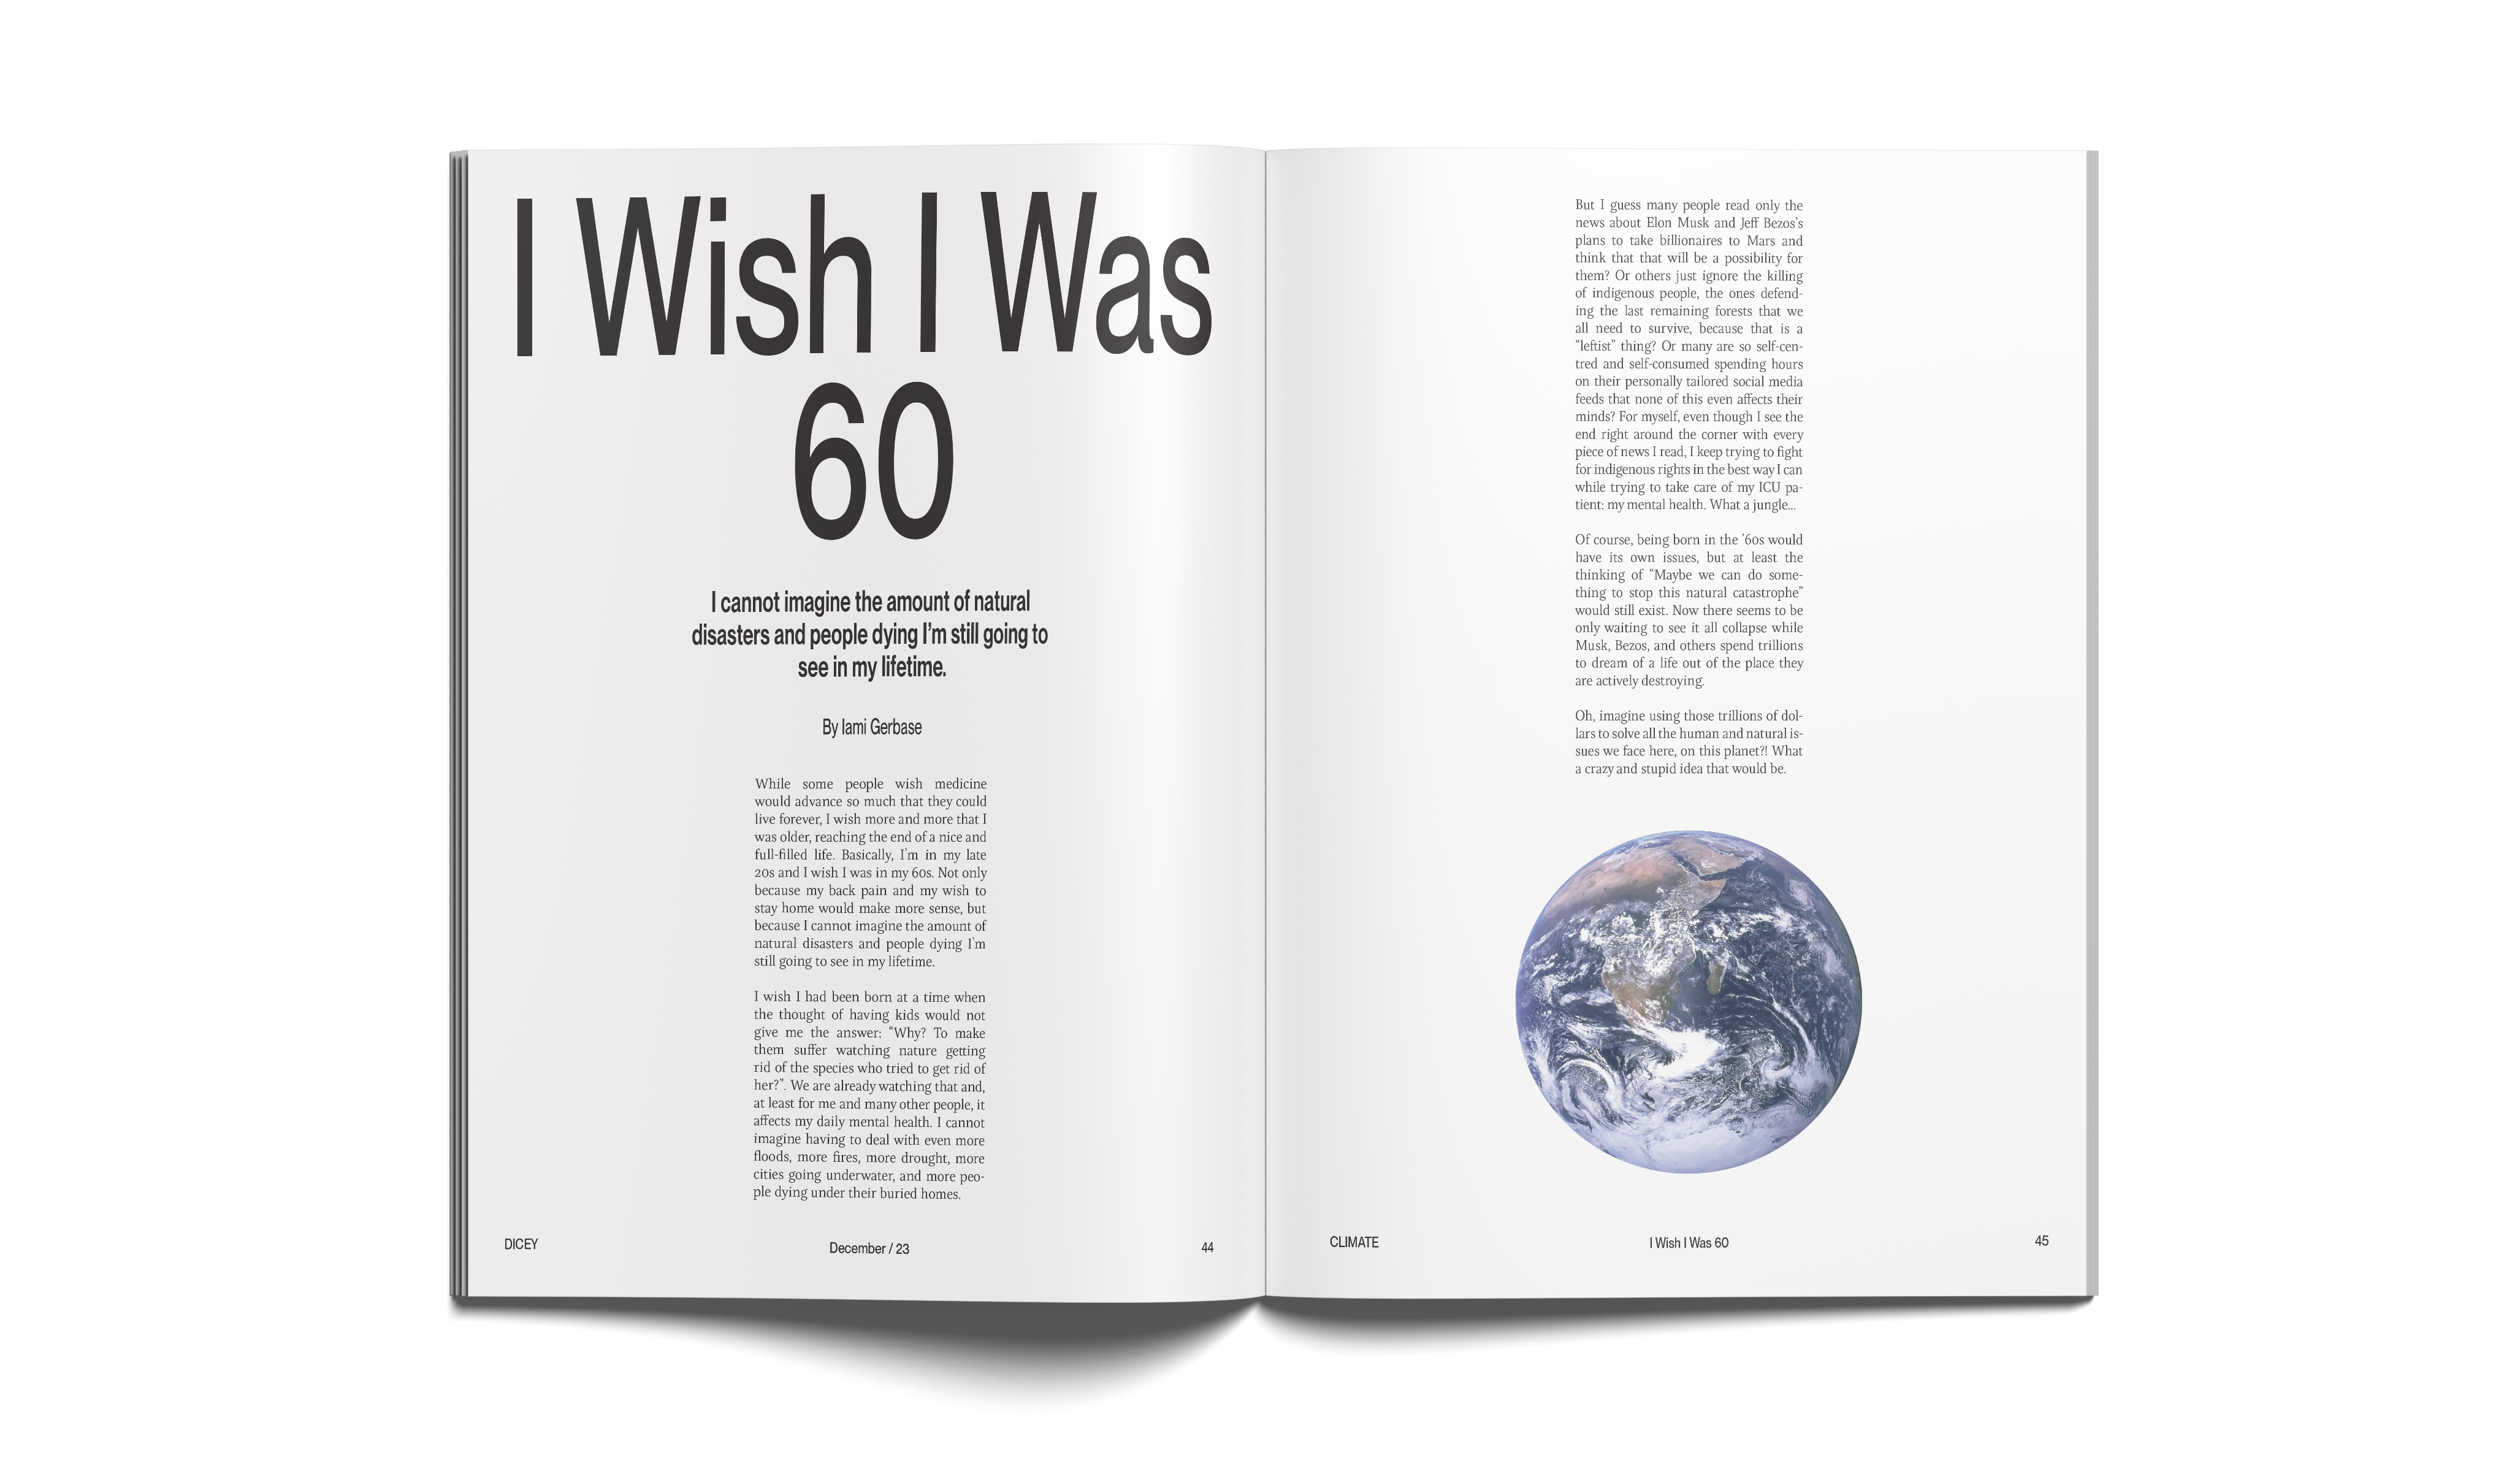 I Wish I Was
60
I cannot imagine the amount of natural
disasters and people dying I’m still going to
see in my lifetime.
By Iami Gerbase
While some people wish medicine
would advance so much that they could
live forever, I wish more and more that I
was older, reaching the end of a nice and
full-filled life. Basically, I’m in my late
20s and I wish I was in my 60s. Not only
because my back pain and my wish to
stay home would make more sense, but
because I cannot imagine the amount of
natural disasters and people dying I’m
still going to see in my lifetime.
I wish I had been born at a time when
the thought of having kids would not
give me the answer: “Why? To make
them suffer watching nature getting
rid of the species who tried to get rid of
her?”. We are already watching that and,
at least for me and many other people, it
affects my daily mental health. I cannot
imagine having to deal with even more
floods, more fires, more drought, more
cities going underwater, and more peo-
ple dying under their buried homes.
DICEY
December / 23
44
But I guess many people read only the
news about Elon Musk and Jeff Bezos’s
plans to take billionaires to Mars and
think that that will be a possibility for
them? Or others just ignore the killing
of indigenous people, the ones defend-
ing the last remaining forests that we
all need to survive, because that is a
“leftist” thing? Or many are so self-cen-
tred and self-consumed spending hours
on their personally tailored social media
feeds that none of this even affects their
minds? For myself, even though I see the
end right around the corner with every
piece of news I read, I keep trying to fight
for indigenous rights in the best way I can
while trying to take care of my ICU pa-
tient: my mental health. What a jungle...
Of course, being born in the ’60s would
have its own issues, but at least the
thinking of “Maybe we can do some-
thing to stop this natural catastrophe”
would still exist. Now there seems to be
only waiting to see it all collapse while
Musk, Bezos, and others spend trillions
to dream of a life out of the place they
are actively destroying.
Oh, imagine using those trillions of dol-
lars to solve all the human and natural is-
sues we face here, on this planet?! What
a crazy and stupid idea that would be.
CLIMATE
I Wish I Was 60
45